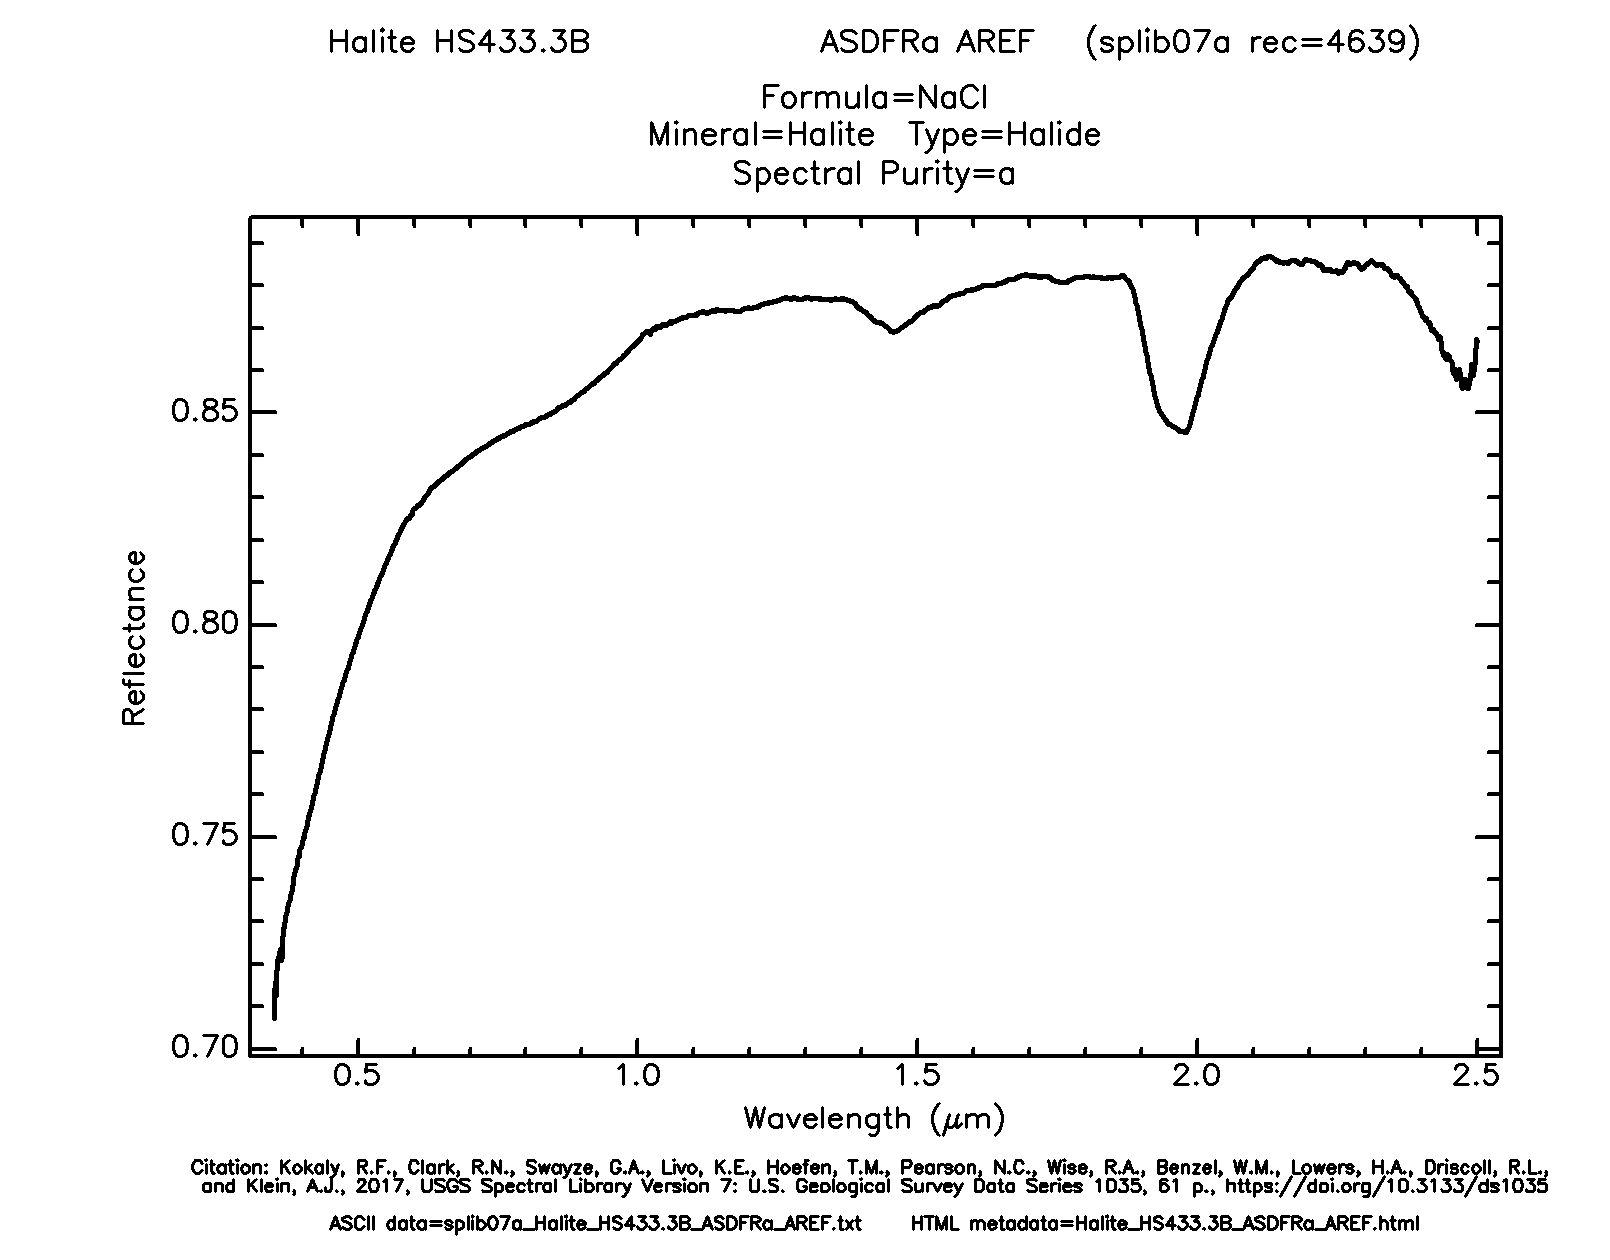 Halite HS433.3B ASDFRa AREF (splib07a rec=4639)
Formula=NaCl
Mineral=Halite Type=Halide
Spectral Purity=a
0.85
0.80
0.75
0.70
Reflectance
0.5 1.0 1.5 2.0 2.5
Wavelength (μm)
Citation: Kokaly, R.F., Clark, R.N., Swayze, G.A., Livo, K.E., Hoefen, T.M., Pearson, N.C., Wise, R.A., Benzel, W.M., Lowers, H.A., Driscoll, R.L.,
and Klein, A.J., 2017, USGS Spectral Library Version 7: U.S. Geological Survey Data Series 1035, 61 p., https://doi.org/10.3133/ds1035
ASCII data=splib07a_Halite_HS433.3B_ASDFRa_AREF.txt HTML metadata=Halite_HS433.3B_ASDFRa_AREF.html